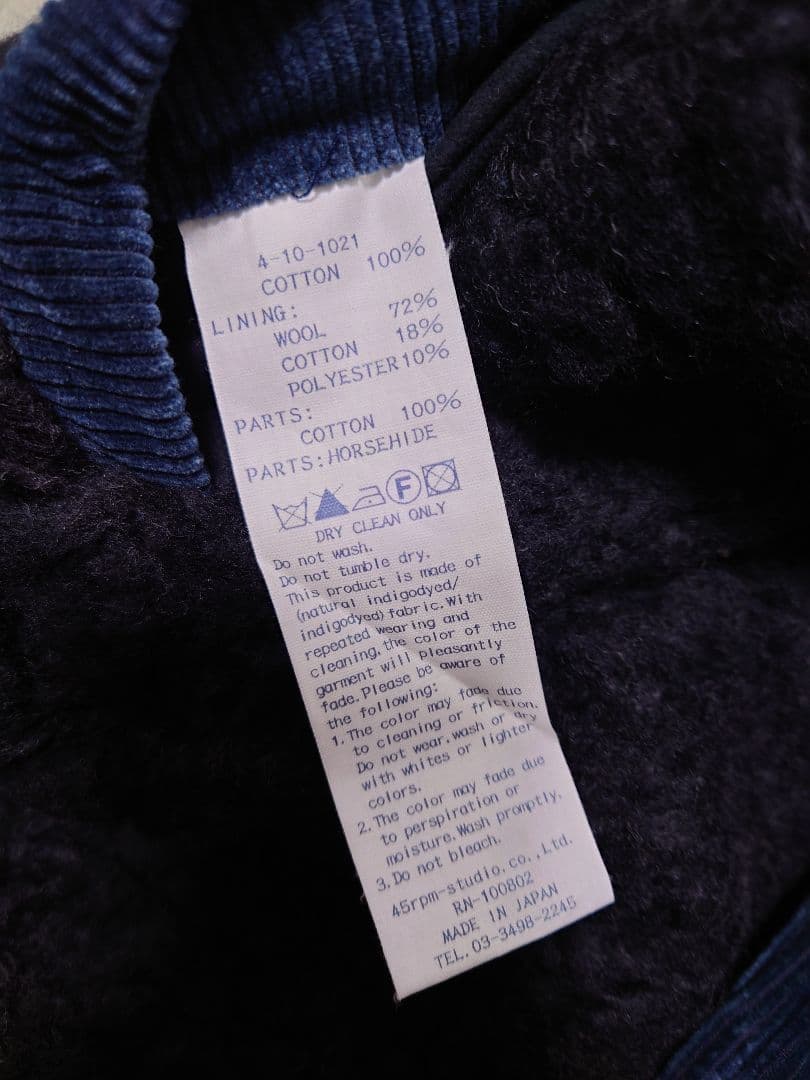 4-10-1021
COTTON 100%
LINING:
WOOL 72%
COTTON 18%
POLYESTER 10%
PARTS:
COTTON 100%
PARTS:HORSEHIDE
F
DRY CLEAN ONLY
Do not wash.
Do not tumble dry.
This product is made of
(natural indigodyed/
indigodyed) fabric.With
repeated wearing and
cleaning, the color of the
garment will pleasantly
fade.Please be aware of
the following:
1.The color may fade due
to cleaning or friction.
Do not wear,wash or dry
with whites or lighter
colors.
2.The color may fade due
to perspiration or
moisture.Wash promptly.
3.Do not bleach.
45rpm-studio.co.,Ltd.
RN-100802
MADE IN JAPAN
TEL.03-3498-2245